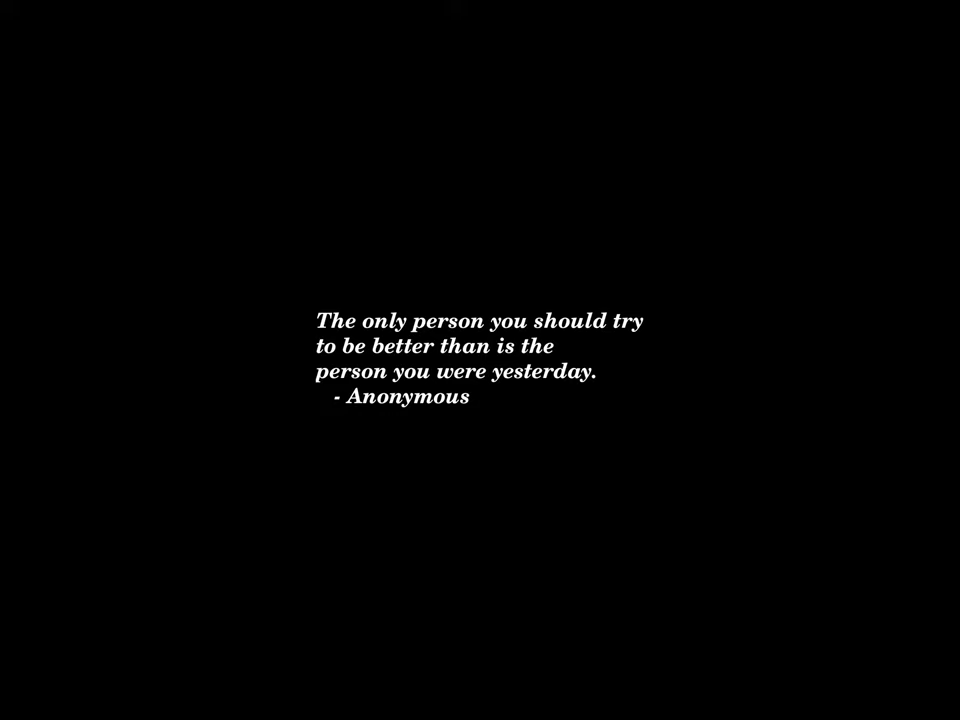 The only person you should try
to be better than is the
person you were yesterday.
- Anonymous